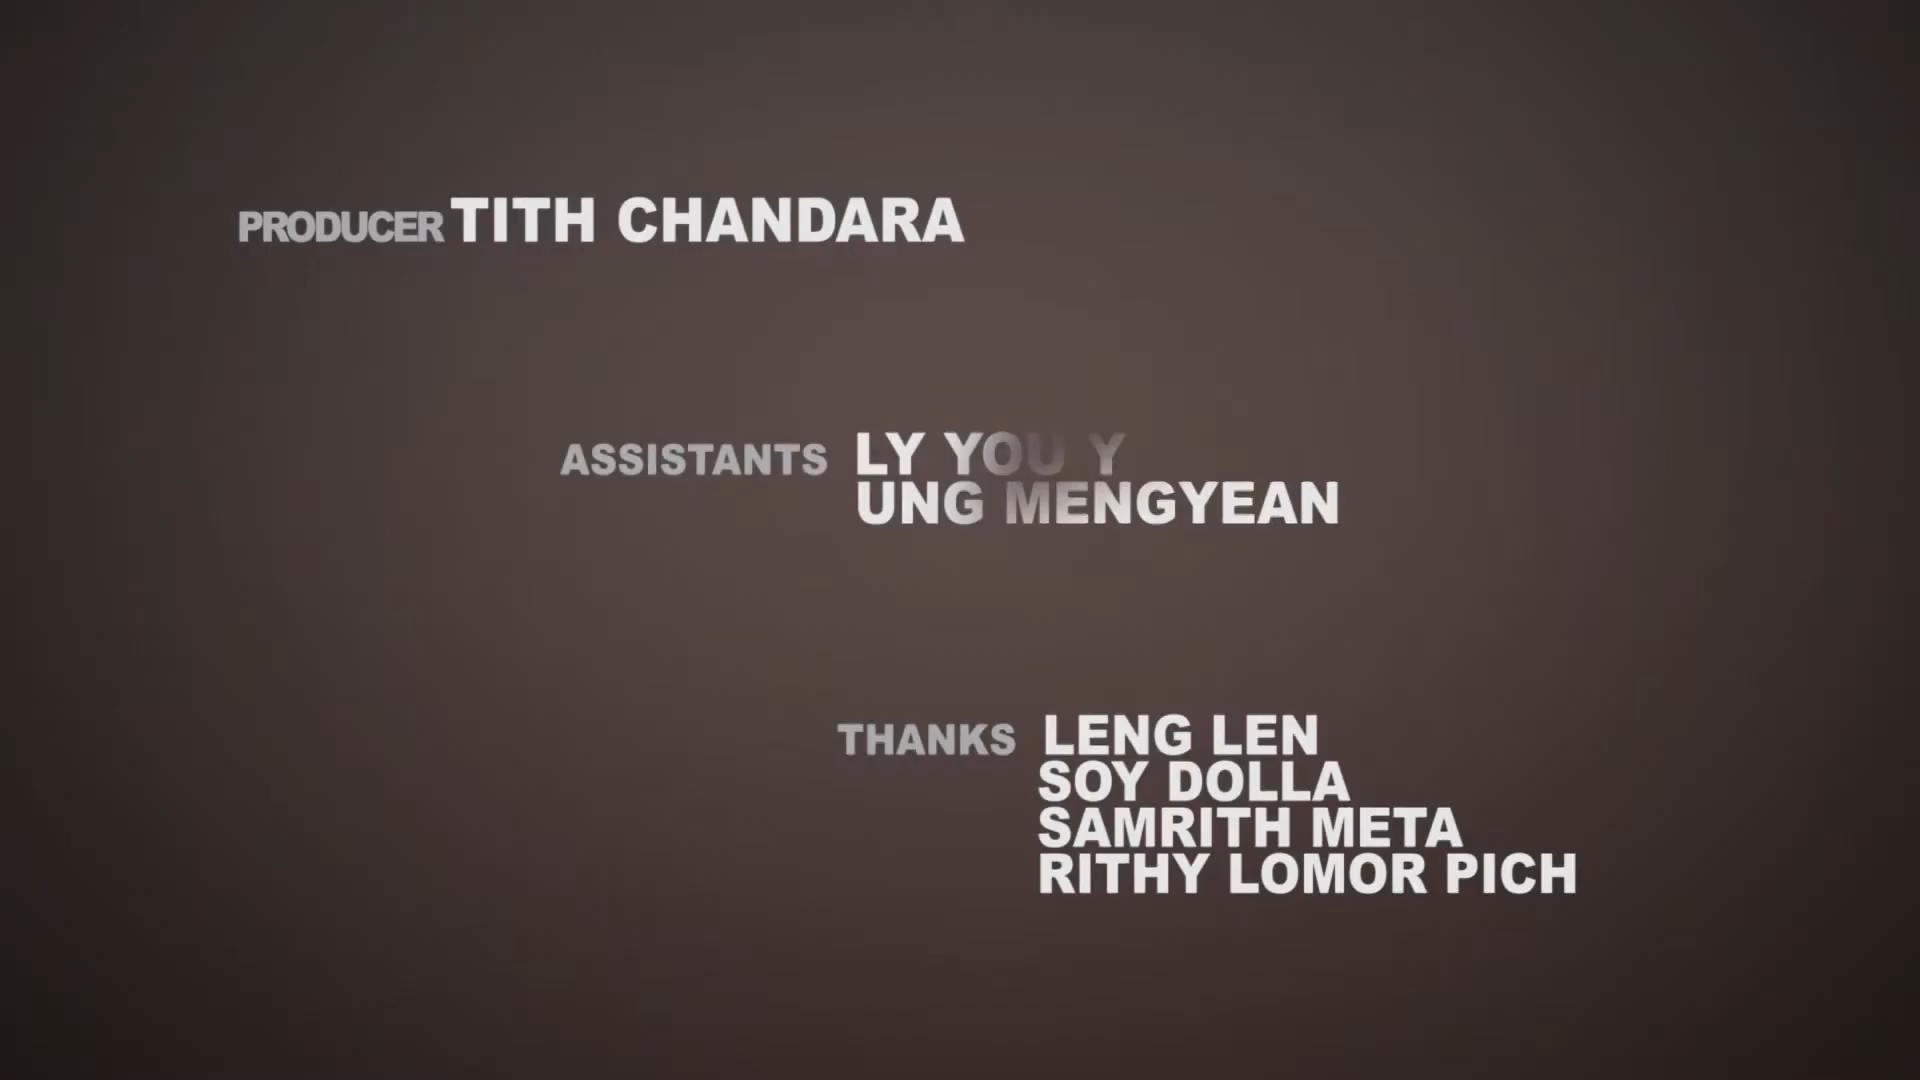 PRODUCER TITH CHANDARA
ASSISTANTS LY
UNG MENGYEAN
THANKS LENG LEN
SOY DOLLA
SAMRITH META
RITHY LOMOR PICH